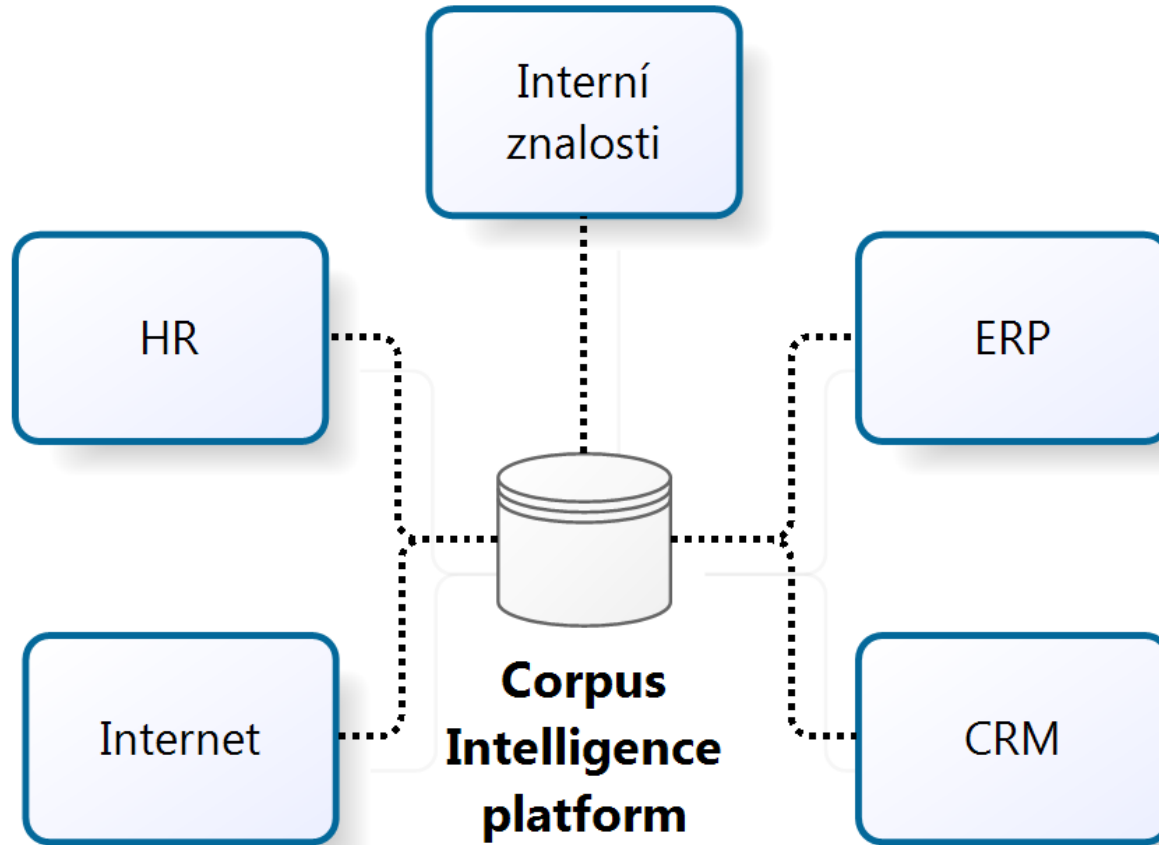 Interní
znalosti
HR
ERP
Internet
CRM
Corpus
Intelligence
platform